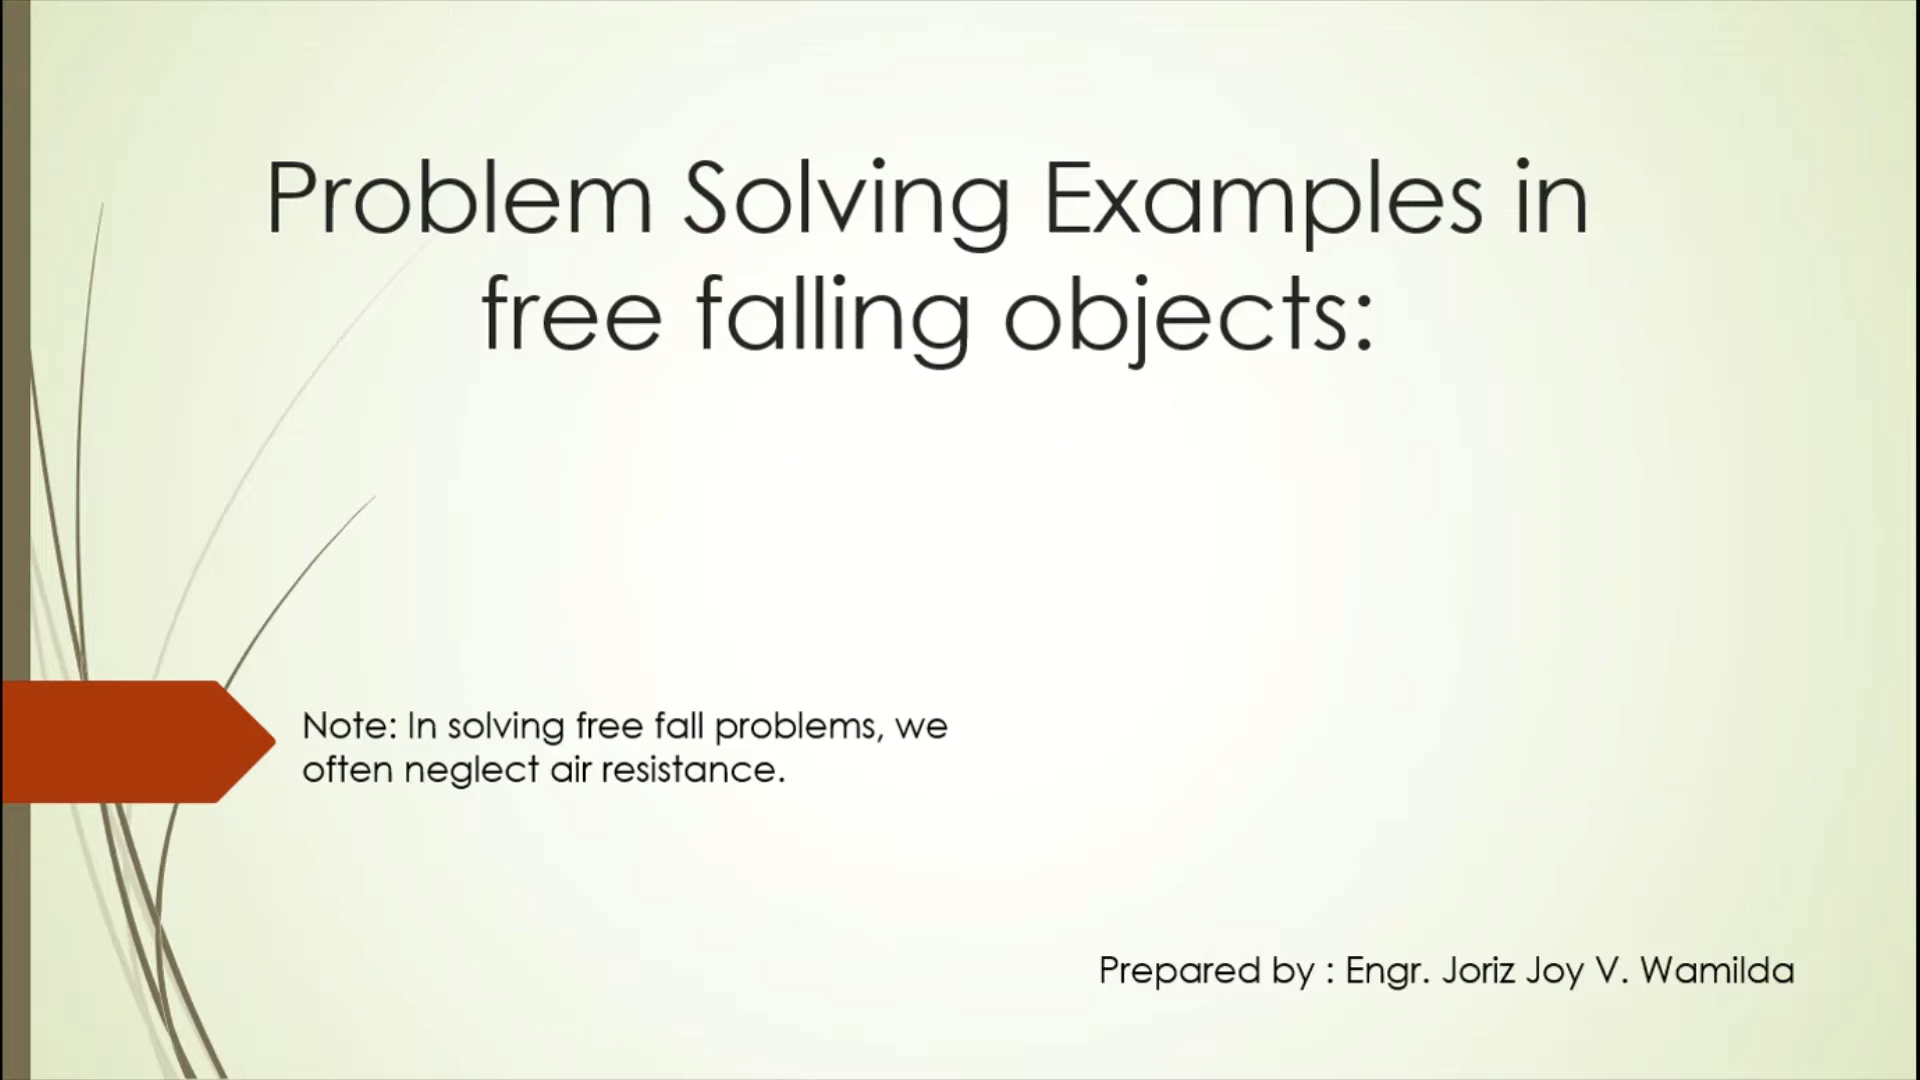 Problem Solving Examples in
free falling objects:
Note: In solving free fall problems, we
often neglect air resistance.
Prepared by : Engr. Joriz Joy V. Wamilda